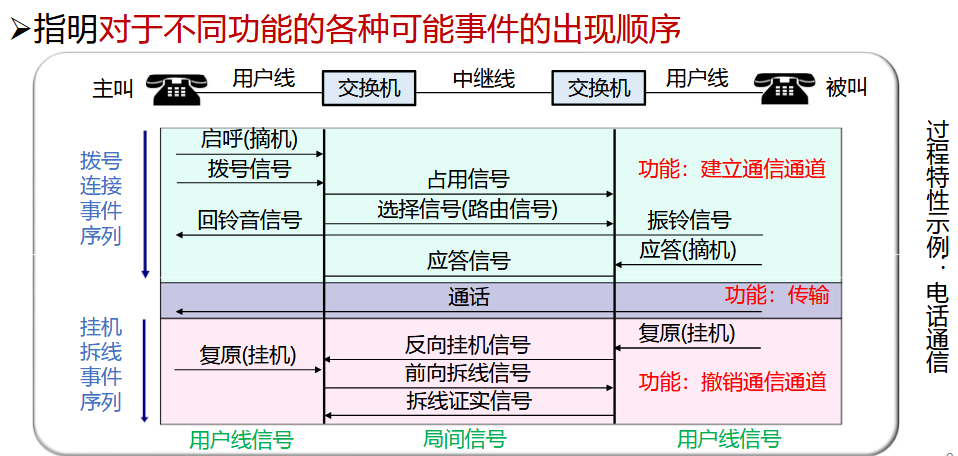 ➢指明对于不同功能的各种可能事件的出现顺序
主叫
用户线
交换机
中继线
交换机
用户线
被叫
拨号
连接
事件
序列
启呼(摘机)
拨号信号
占用信号
功能：建立通信通道
选择信号(路由信号)
回铃音信号
振铃信号
应答(摘机)
应答信号
通话
功能：传输
挂机
拆线
事件
序列
复原(挂机)
反向挂机信号
复原(挂机)
前向拆线信号
功能：撤销通信通道
拆线证实信号
用户线信号
局间信号
用户线信号
过程特性示例：电话通信